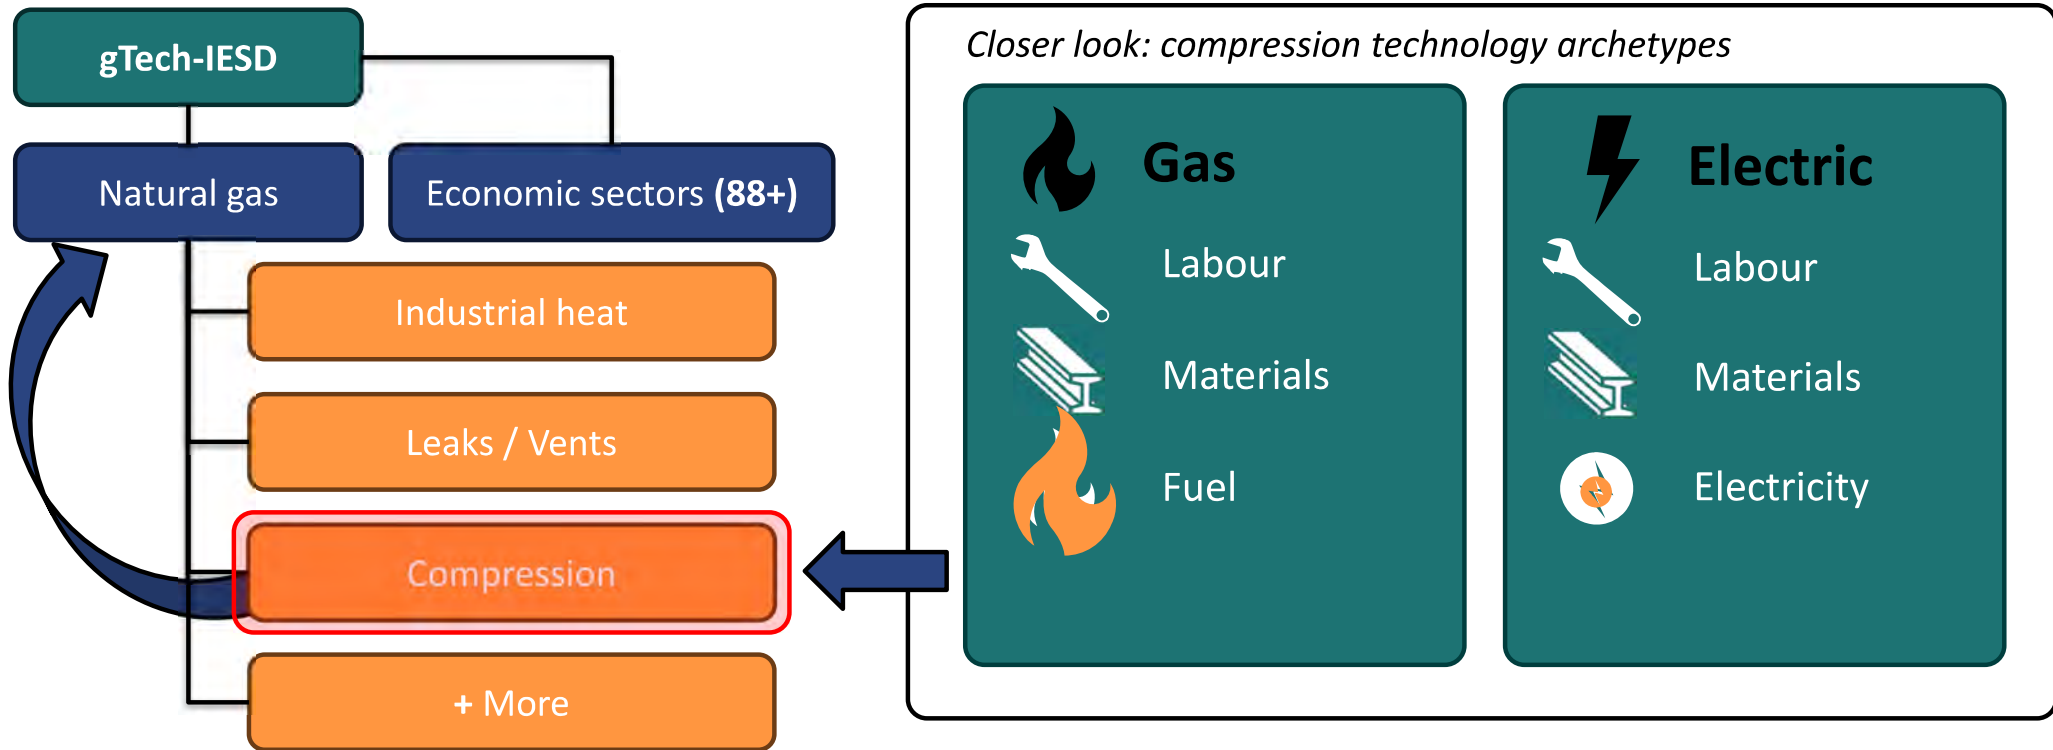 gTech-IESD
Natural gas
Economic sectors (88+)
Industrial heat
Leaks / Vents
Compression
+ More
Closer look: compression technology archetypes
Gas
Labour
Materials
Fuel
Electric
Labour
Materials
Electricity